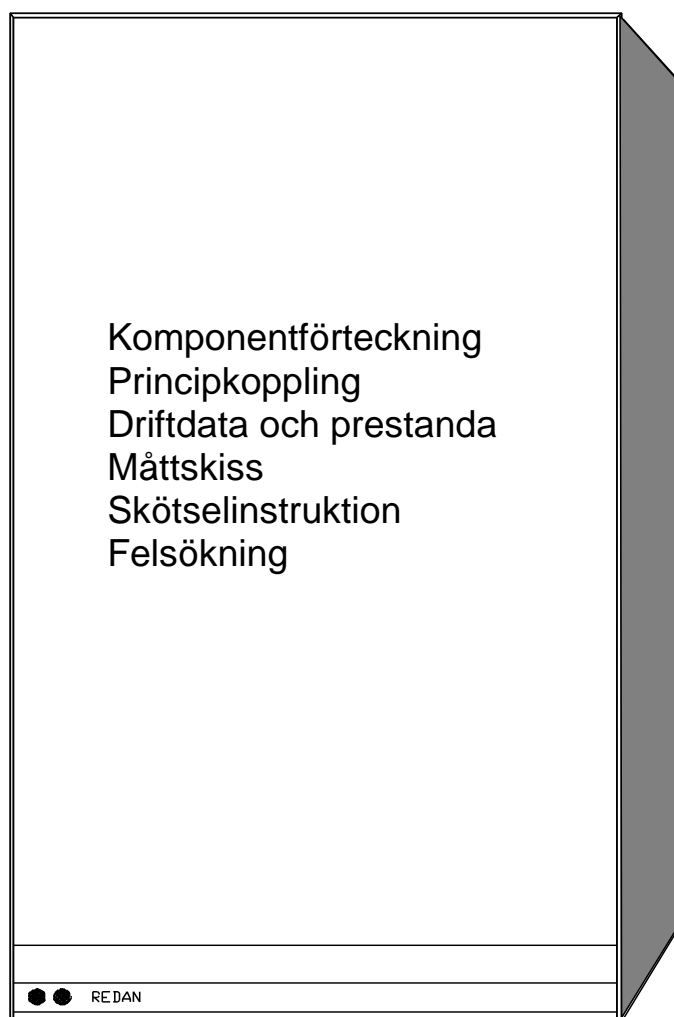 Komponentförteckning
Principkoppling
Driftdata och prestanda
Måttskiss
Skötselinstruktion
Felsökning
REDAN